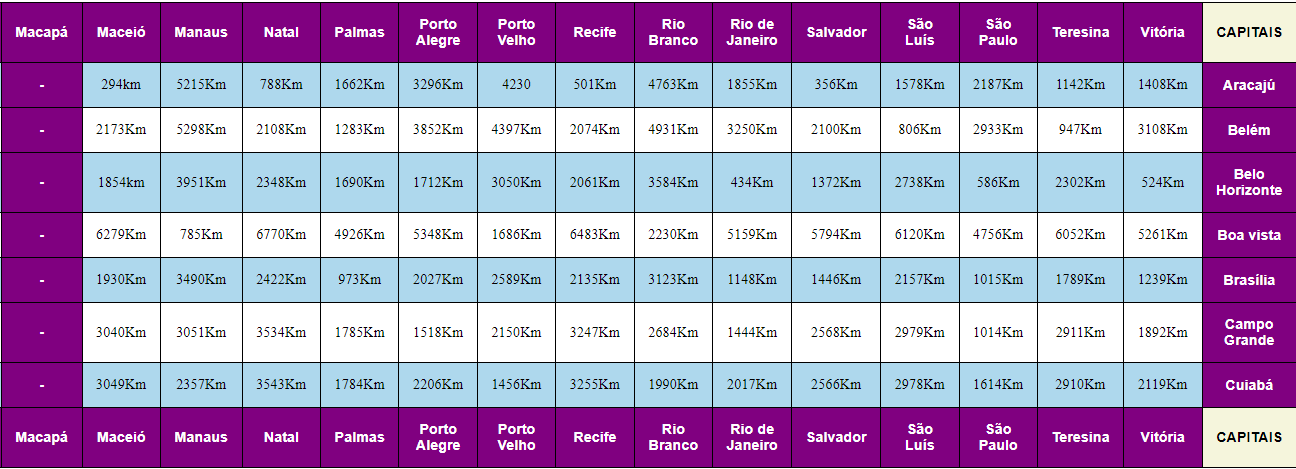 Macapá Maceió Manaus Natal Palmas Porto Alegre Porto Velho Recife Rio Branco Rio de Janeiro Salvador São Luís São Paulo Teresina Vitória CAPITAIS
- 294km 5215Km 788Km 1662Km 3296Km 4230 501Km 4763Km 1855Km 356Km 1578Km 2187Km 1142Km 1408Km Aracajú
- 2173Km 5298Km 2108Km 1283Km 3852Km 4397Km 2074Km 4931Km 3250Km 2100Km 806Km 2933Km 947Km 3108Km Belém
- 1854km 3951Km 2348Km 1690Km 1712Km 3050Km 2061Km 3584Km 434Km 1372Km 2738Km 586Km 2302Km 524Km Belo Horizonte
- 6279Km 785Km 6770Km 4926Km 5348Km 1686Km 6483Km 2230Km 5159Km 5794Km 6120Km 4756Km 6052Km 5261Km Boa vista
- 1930Km 3490Km 2422Km 973Km 2027Km 2589Km 2135Km 3123Km 1148Km 1446Km 2157Km 1015Km 1789Km 1239Km Brasília
- 3040Km 3051Km 3534Km 1785Km 1518Km 2150Km 3247Km 2684Km 1444Km 2568Km 2979Km 1014Km 2911Km 1892Km Campo Grande
- 3049Km 2357Km 3543Km 1784Km 2206Km 1456Km 3255Km 1990Km 2017Km 2566Km 2978Km 1614Km 2910Km 2119Km Cuiabá
Macapá Maceió Manaus Natal Palmas Porto Alegre Porto Velho Recife Rio Branco Rio de Janeiro Salvador São Luís São Paulo Teresina Vitória CAPITAIS